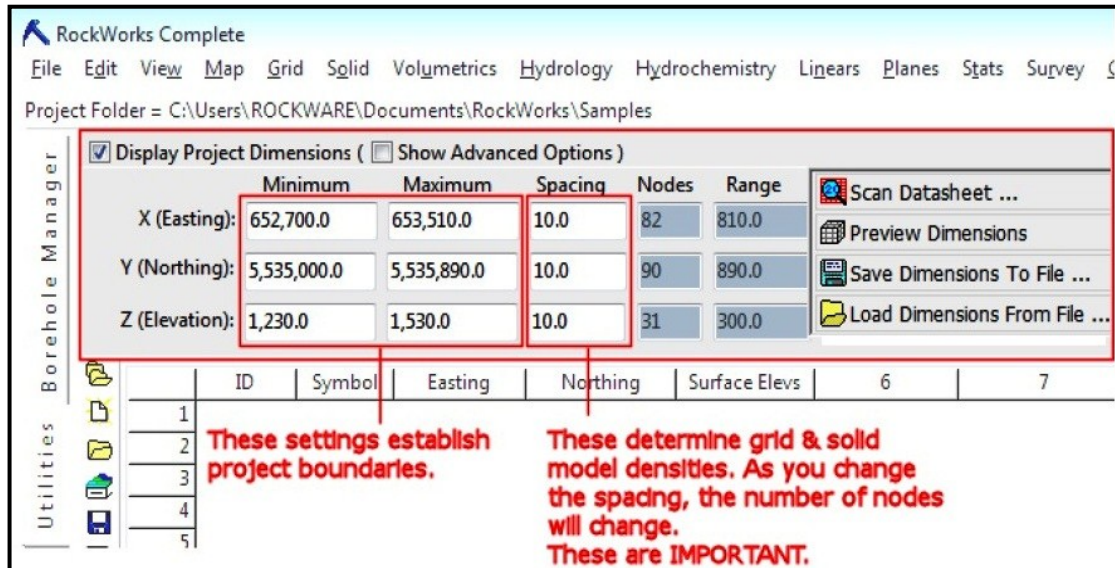 RockWorks Complete
File Edit View Map Grid Solid Volumetrics Hydrology Hydrochemistry Linears Planes Stats Survey
Project Folder = C:\Users\ROCKWARE\Documents\RockWorks\Samples
Display Project Dimensions ( Show Advanced Options )
Minimum Maximum Spacing Nodes Range
X (Easting): 652,700.0 653,510.0 10.0 82 810.0
Y (Northing): 5,535,000.0 5,535,890.0 10.0 90 890.0
Z (Elevation): 1,230.0 1,530.0 10.0 31 300.0
Scan Datasheet ...
Preview Dimensions
Save Dimensions To File ...
Load Dimensions From File ...
Borehole Manager
Utilities
ID Symbol Easting Northing Surface Elevs 6 7
1
2
3
4
5
These settings establish
project boundaries.
These determine grid & solid
model densities. As you change
the spacing, the number of nodes
will change.
These are IMPORTANT.